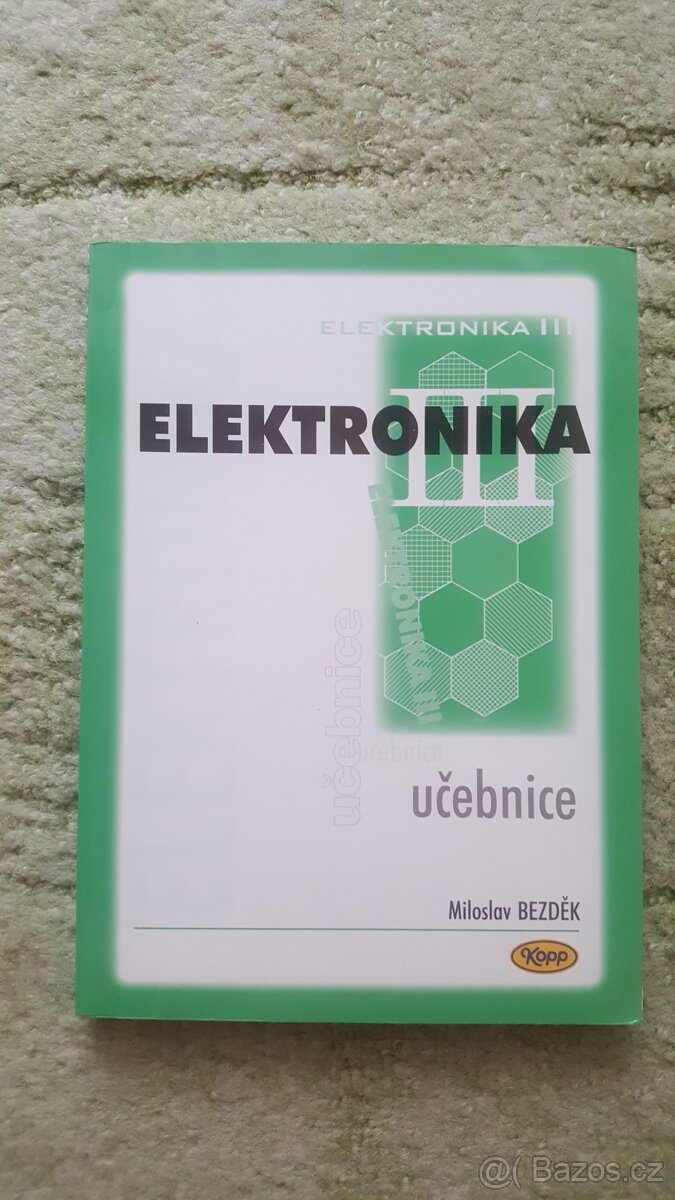 ELEKTRONIKA III
ELEKTRONIKA
III
ELEKTRONIKA III
učebnice
učebnice
učebnice
Miloslav BEZDĚK
Kopp
@( Bazos.cz